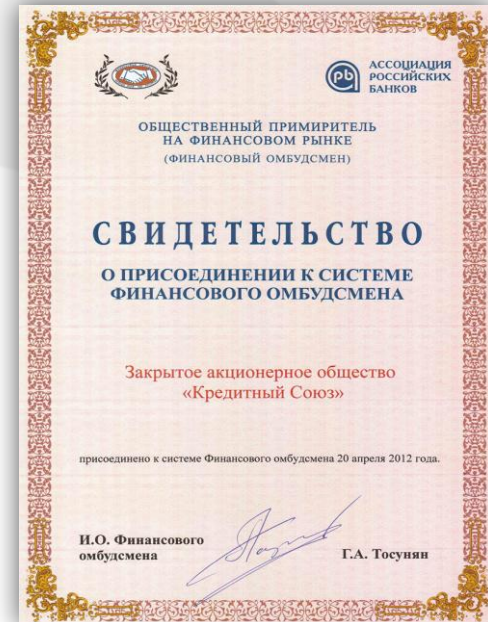 АССОЦИАЦИЯ
РОССИЙСКИХ
БАНКОВ
ОБЩЕСТВЕННЫЙ ПРИМИРИТЕЛЬ
НА ФИНАНСОВОМ РЫНКЕ
(ФИНАНСОВЫЙ ОМБУДСМЕН)
СВИДЕТЕЛЬСТВО
О ПРИСОЕДИНЕНИИ К СИСТЕМЕ
ФИНАНСОВОГО ОМБУДСМЕНА
Закрытое акционерное общество
«Кредитный Союз»
присоединено к системе Финансового омбудсмена 20 апреля 2012 года.
И.О. Финансового
омбудсмена
Г.А. Тосунян